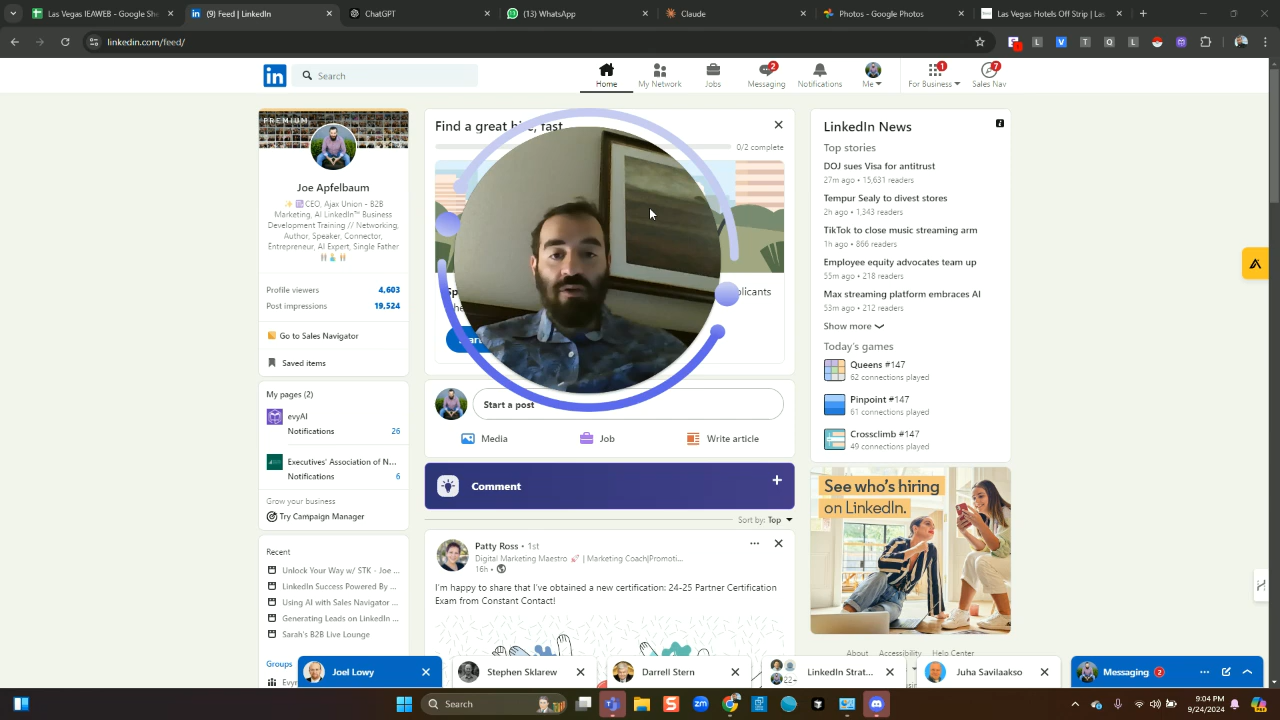 Las Vegas IEAWEB - Google She
(9) Feed | LinkedIn
ChatGPT
(13) WhatsApp
Claude
Photos - Google Photos
Las Vegas Hotels Off Strip | Las
linkedin.com/feed/
Search
Home
My Network
Jobs
2
Messaging
Notifications
Me
1
For Business
7
Sales Nav
PREMIUM
Joe Apfelbaum
CEO, Ajax Union - B2B
Marketing, AI LinkedIn™ Business
Development Training // Networking,
Author, Speaker, Connector,
Entrepreneur, AI Expert, Single Father
Profile viewers 4,603
Post impressions 19,524
Go to Sales Navigator
Saved items
My pages (2)
evyAI
Notifications 26
Executives' Association of N...
Notifications 6
Grow your business
Try Campaign Manager
Recent
Unlock Your Way w/ STK - Joe ...
LinkedIn Success Powered By ...
Using AI with Sales Navigator ...
Generating Leads on LinkedIn ...
Sarah's B2B Live Lounge
Groups
Find a great hire, fast
0/2 complete
Start a post
Media
Job
Write article
Comment
Sort by: Top
Patty Ross • 1st
Digital Marketing Maestro 🚀 | Marketing Coach|Promoti...
16h •
I'm happy to share that I've obtained a new certification: 24-25 Partner Certification
Exam from Constant Contact!
LinkedIn News
Top stories
DOJ sues Visa for antitrust
27m ago • 15,631 readers
Tempur Sealy to divest stores
2h ago • 1,343 readers
TikTok to close music streaming arm
1h ago • 866 readers
Employee equity advocates team up
55m ago • 218 readers
Max streaming platform embraces AI
53m ago • 212 readers
Show more
Today's games
Queens #147
62 connections played
Pinpoint #147
61 connections played
Crossclimb #147
49 connections played
See who's hiring
on LinkedIn.
About Accessibility Help Center
Joel Lowy
Stephen Sklarew
Darrell Stern
22+
LinkedIn Strat...
Juha Savilaakso
Messaging 2
Search
9:04 PM
9/24/2024